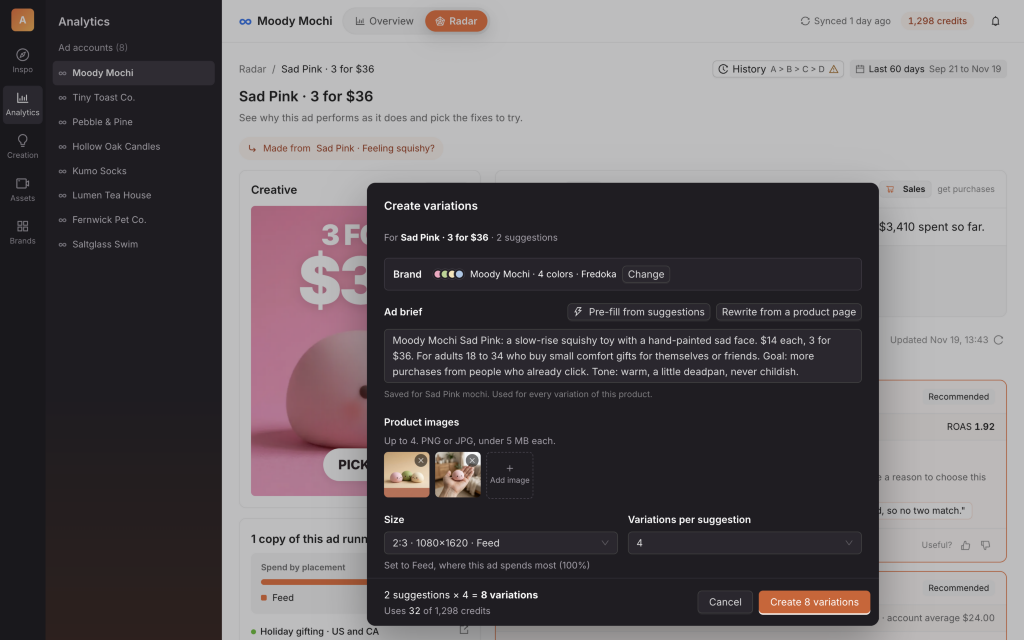 A
Inspo
Analytics
Creation
Assets
Brands
Analytics
Ad accounts (8)
Moody Mochi
Tiny Toast Co.
Pebble & Pine
Hollow Oak Candles
Kumo Socks
Lumen Tea House
Fernwick Pet Co.
Saltglass Swim
Moody Mochi
Overview
Radar
Synced 1 day ago
1,298 credits
Radar / Sad Pink · 3 for $36
History A > B > C > D
Last 60 days Sep 21 to Nov 19
Sad Pink · 3 for $36
See why this ad performs as it does and pick the fixes to try.
Made from Sad Pink · Feeling squishy?
Creative
3 FO
$3
PICK
1 copy of this ad runn
Spend by placement
Feed
Holiday gifting · US and CA
Sales get purchases
$3,410 spent so far.
Updated Nov 19, 13:43
Recommended
ROAS 1.92
e a reason to choose this
d, so no two match."
Useful?
Recommended
· account average $24.00
Create variations
For Sad Pink · 3 for $36 · 2 suggestions
Brand Moody Mochi · 4 colors · Fredoka Change
Ad brief
Pre-fill from suggestions
Rewrite from a product page
Moody Mochi Sad Pink: a slow-rise squishy toy with a hand-painted sad face. $14 each, 3 for
$36. For adults 18 to 34 who buy small comfort gifts for themselves or friends. Goal: more
purchases from people who already click. Tone: warm, a little deadpan, never childish.
Saved for Sad Pink mochi. Used for every variation of this product.
Product images
Up to 4. PNG or JPG, under 5 MB each.
+
Add image
Size
2:3 · 1080×1620 · Feed
Set to Feed, where this ad spends most (100%)
Variations per suggestion
4
2 suggestions × 4 = 8 variations
Uses 32 of 1,298 credits
Cancel
Create 8 variations